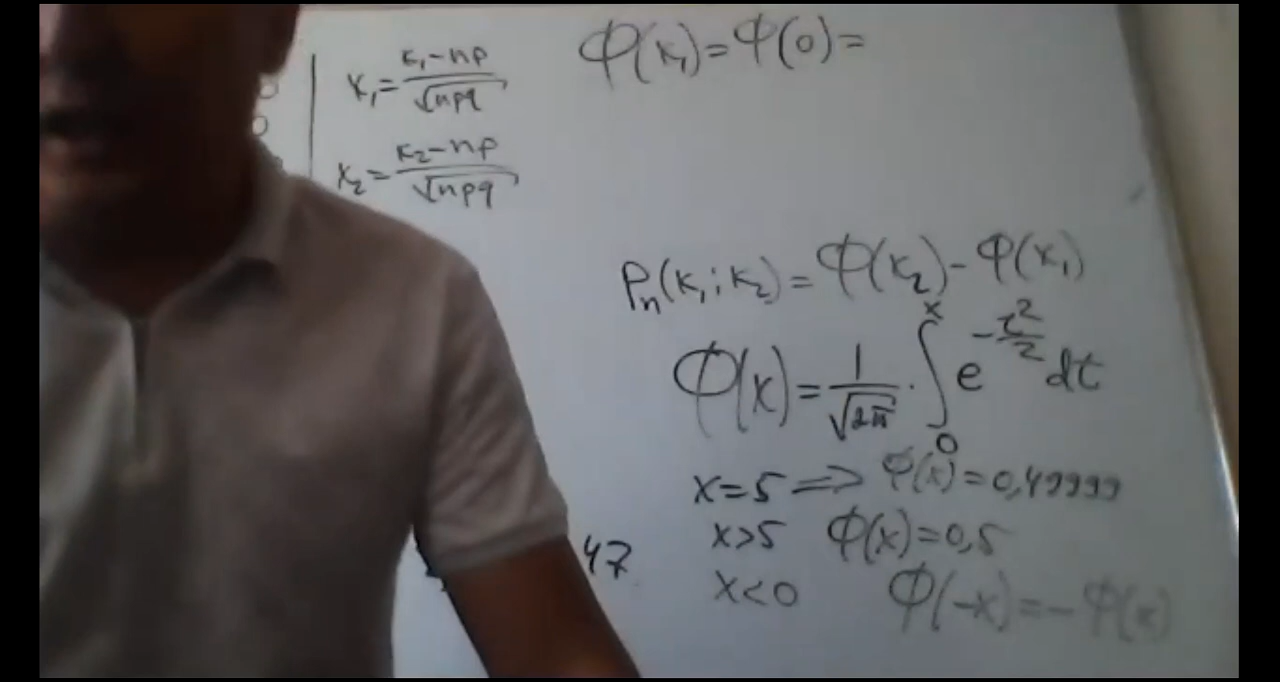 x₁ = (k₁-np)/√npq
x₂ = (k₂-np)/√npq
Φ(x₁)=Φ(0)=
Pₙ(k₁;k₂)=Φ(x₂)-Φ(x₁)
Φ(x)=1/√2π · ∫₀ˣ e^(-t²/2) dt
x=5 => Φ(x)=0,49999
x>5 Φ(x)=0,5
47
x<0 Φ(-x)=-Φ(x)